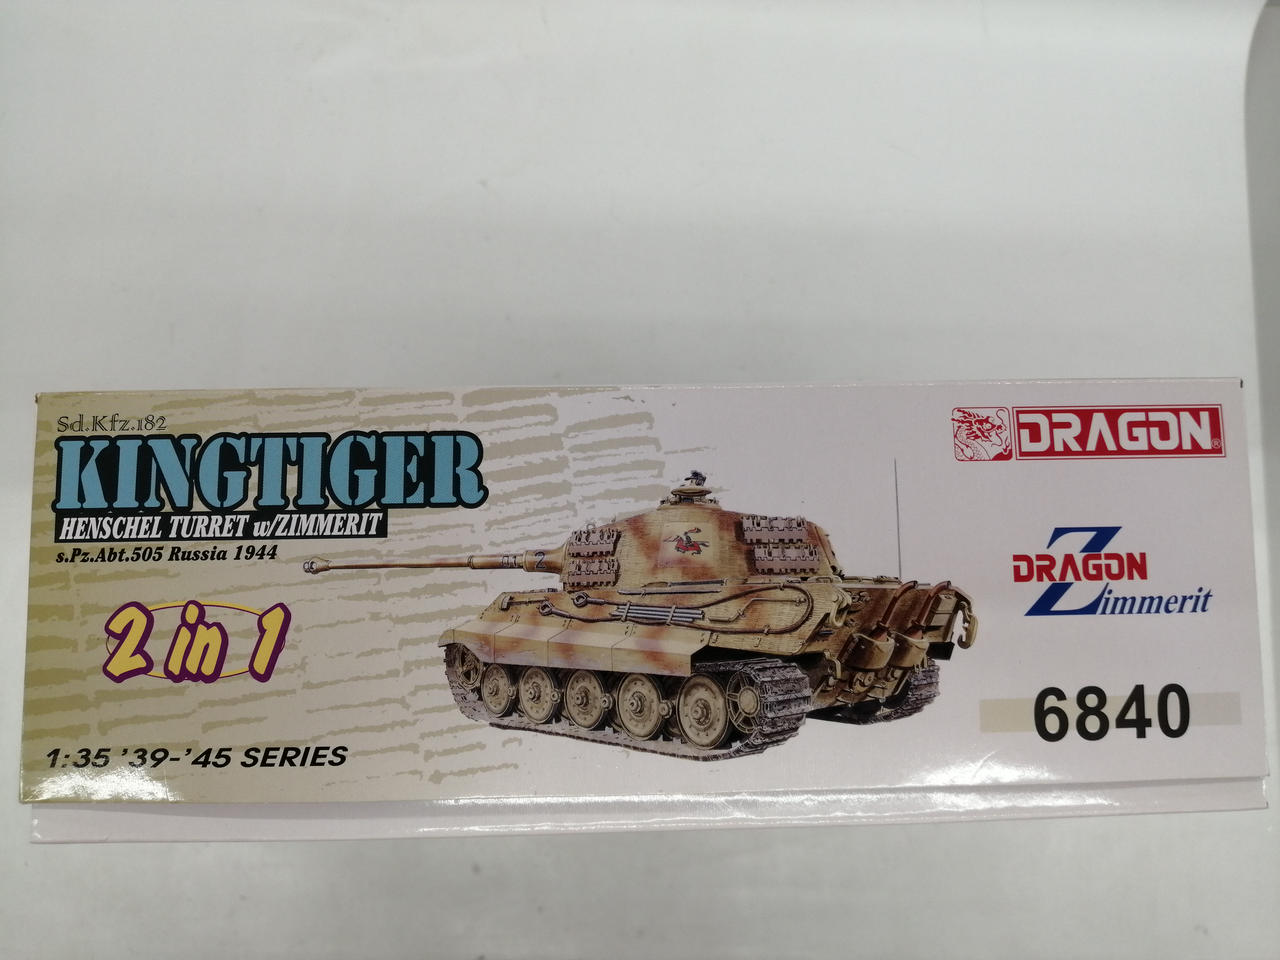 Sd.Kfz.182
KINGTIGER
HENSCHEL TURRET w/ZIMMERIT
s.Pz.Abt.505 Russia 1944
2 in 1
1:35 '39-'45 SERIES
2
DRAGON®
DRAGON
Zimmerit
6840